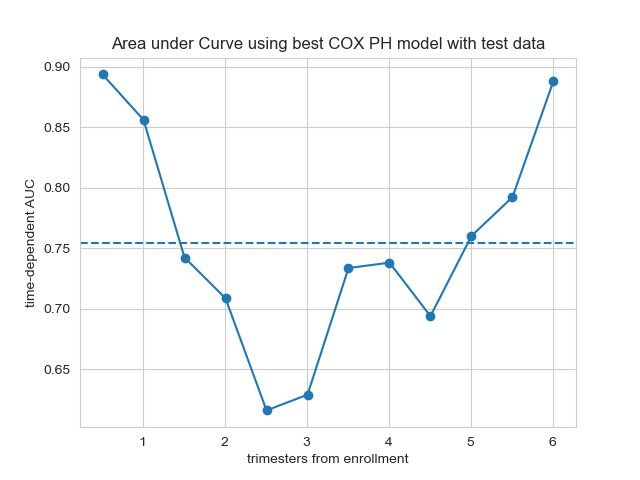 Area under Curve using best COX PH model with test data
time-dependent AUC
0.90
0.85
0.80
0.75
0.70
0.65
1 2 3 4 5 6
trimesters from enrollment